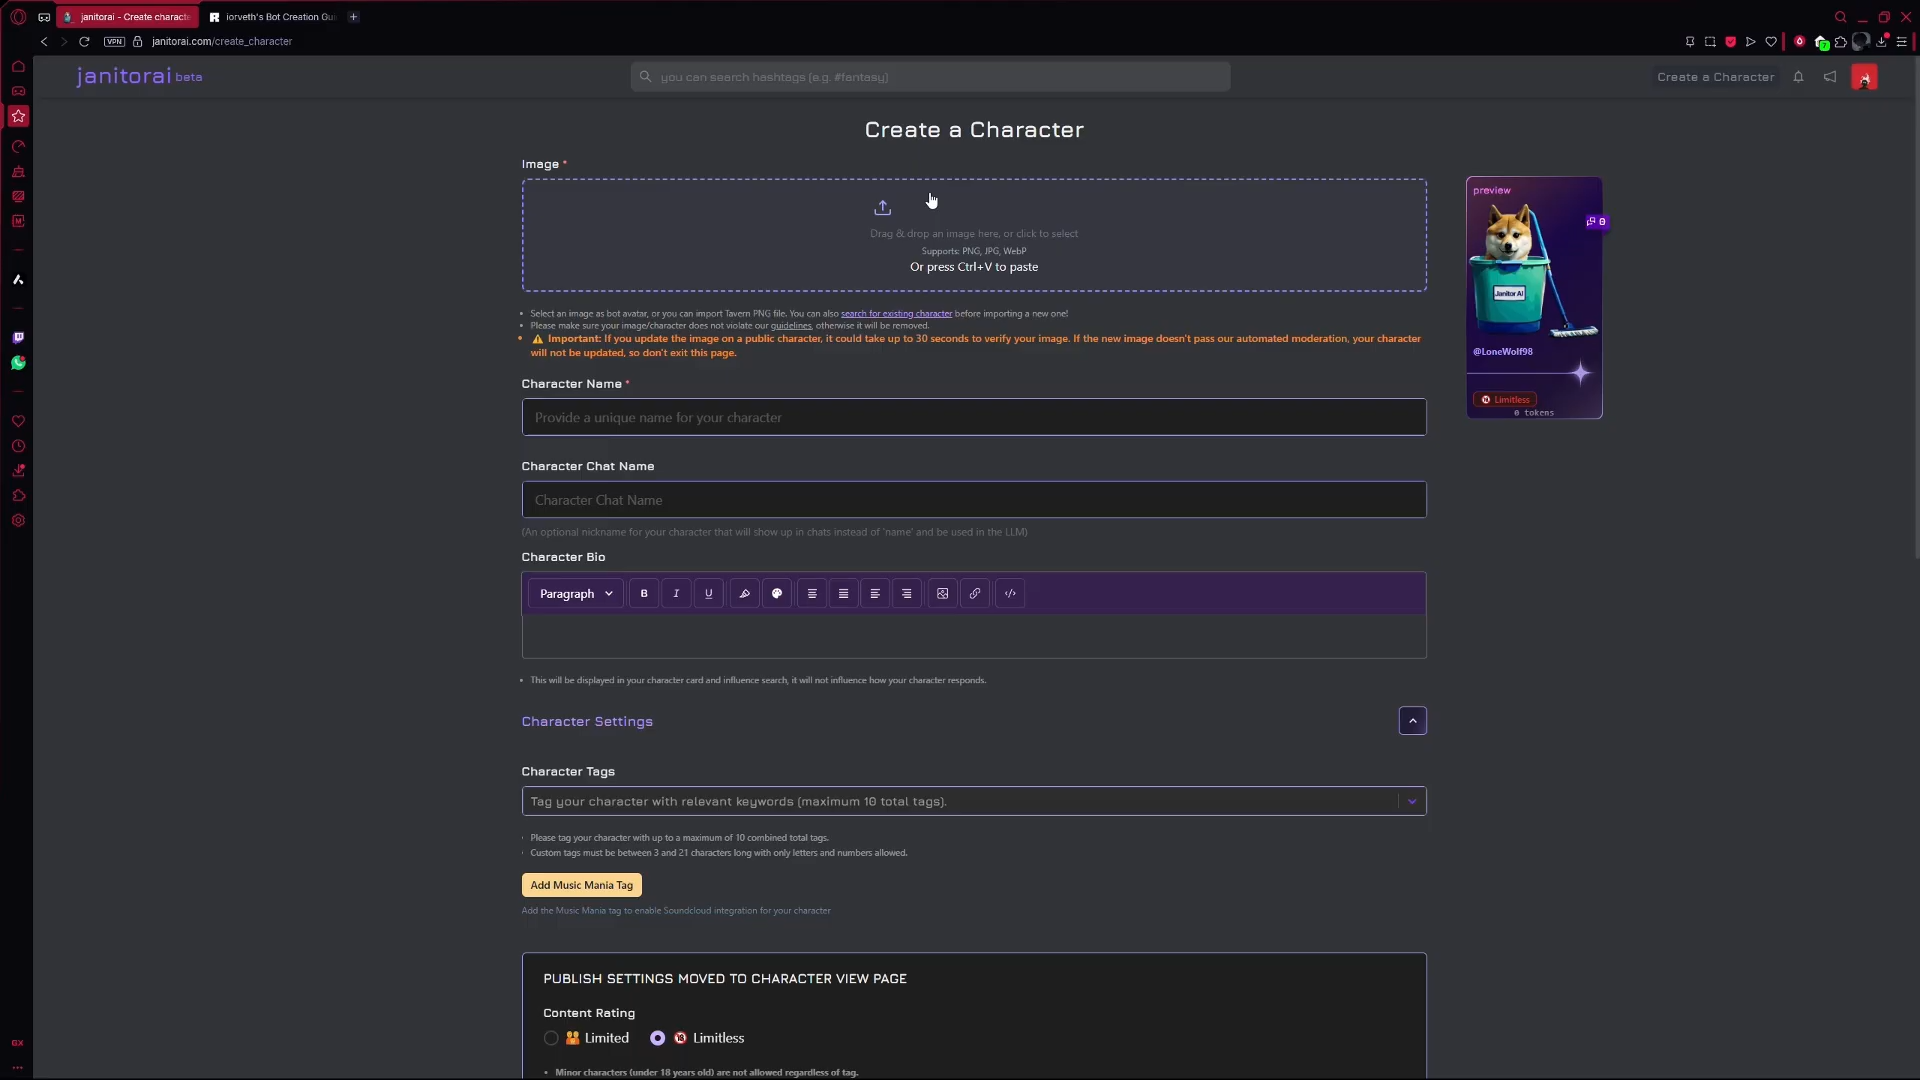 janitorai - Create characte
iorveth's Bot Creation Gui
VPN
janitorai.com/create_character
7
janitorai beta
you can search hashtags (e.g. #fantasy)
Create a Character
Create a Character
Image *
Drag & drop an image here, or click to select
Supports: PNG, JPG, WebP
Or press Ctrl+V to paste
preview
0
Janitor AI
@LoneWolf98
Limitless
0 tokens
• Select an image as bot avatar, or you can import Tavern PNG file. You can also search for existing character before importing a new one!
• Please make sure your image/character does not violate our guidelines, otherwise it will be removed.
• ⚠ Important: If you update the image on a public character, it could take up to 30 seconds to verify your image. If the new image doesn't pass our automated moderation, your character
will not be updated, so don't exit this page.
Character Name *
Provide a unique name for your character
Character Chat Name
Character Chat Name
(An optional nickname for your character that will show up in chats instead of 'name' and be used in the LLM)
Character Bio
Paragraph
B I U
• This will be displayed in your character card and influence search, it will not influence how your character responds.
Character Settings
Character Tags
Tag your character with relevant keywords (maximum 10 total tags).
• Please tag your character with up to a maximum of 10 combined total tags.
• Custom tags must be between 3 and 21 characters long with only letters and numbers allowed.
Add Music Mania Tag
Add the Music Mania tag to enable Soundcloud integration for your character
PUBLISH SETTINGS MOVED TO CHARACTER VIEW PAGE
Content Rating
Limited
Limitless
• Minor characters (under 18 years old) are not allowed regardless of tag.
GX